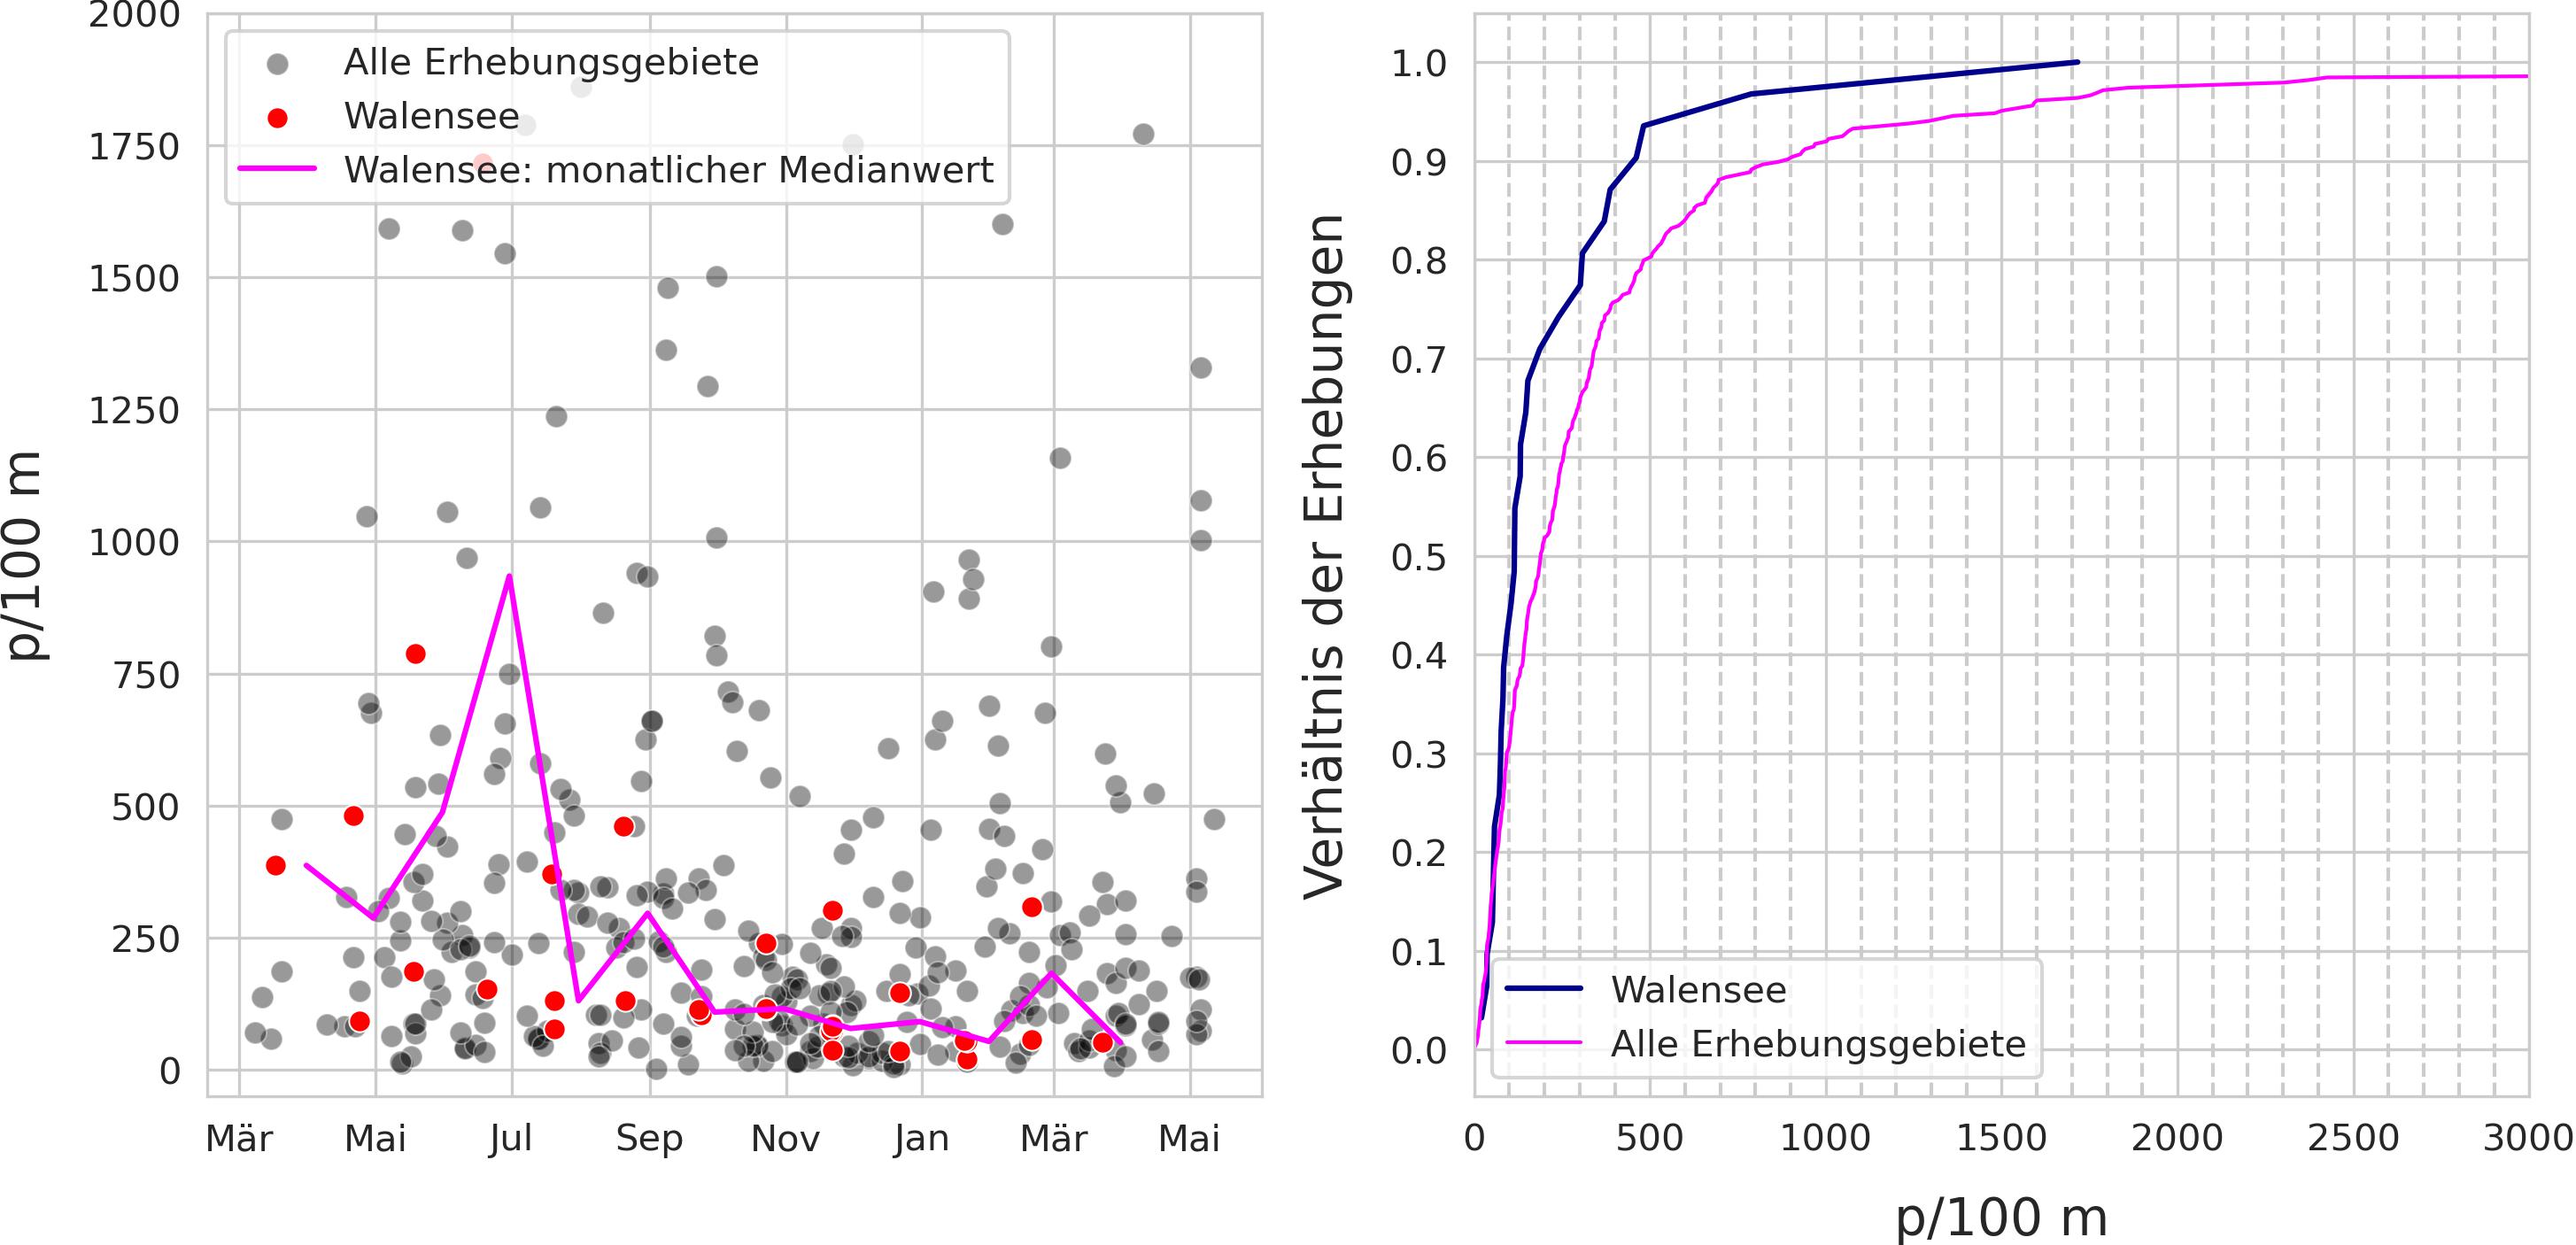 2000
1750
1500
1250
1000
750
500
250
0
p/100 m
Alle Erhebungsgebiete
Walensee
Walensee: monatlicher Medianwert
Mär Mai Jul Sep Nov Jan Mär Mai
Verhältnis der Erhebungen
1.0
0.9
0.8
0.7
0.6
0.5
0.4
0.3
0.2
0.1
0.0
Walensee
Alle Erhebungsgebiete
0 500 1000 1500 2000 2500 3000
p/100 m